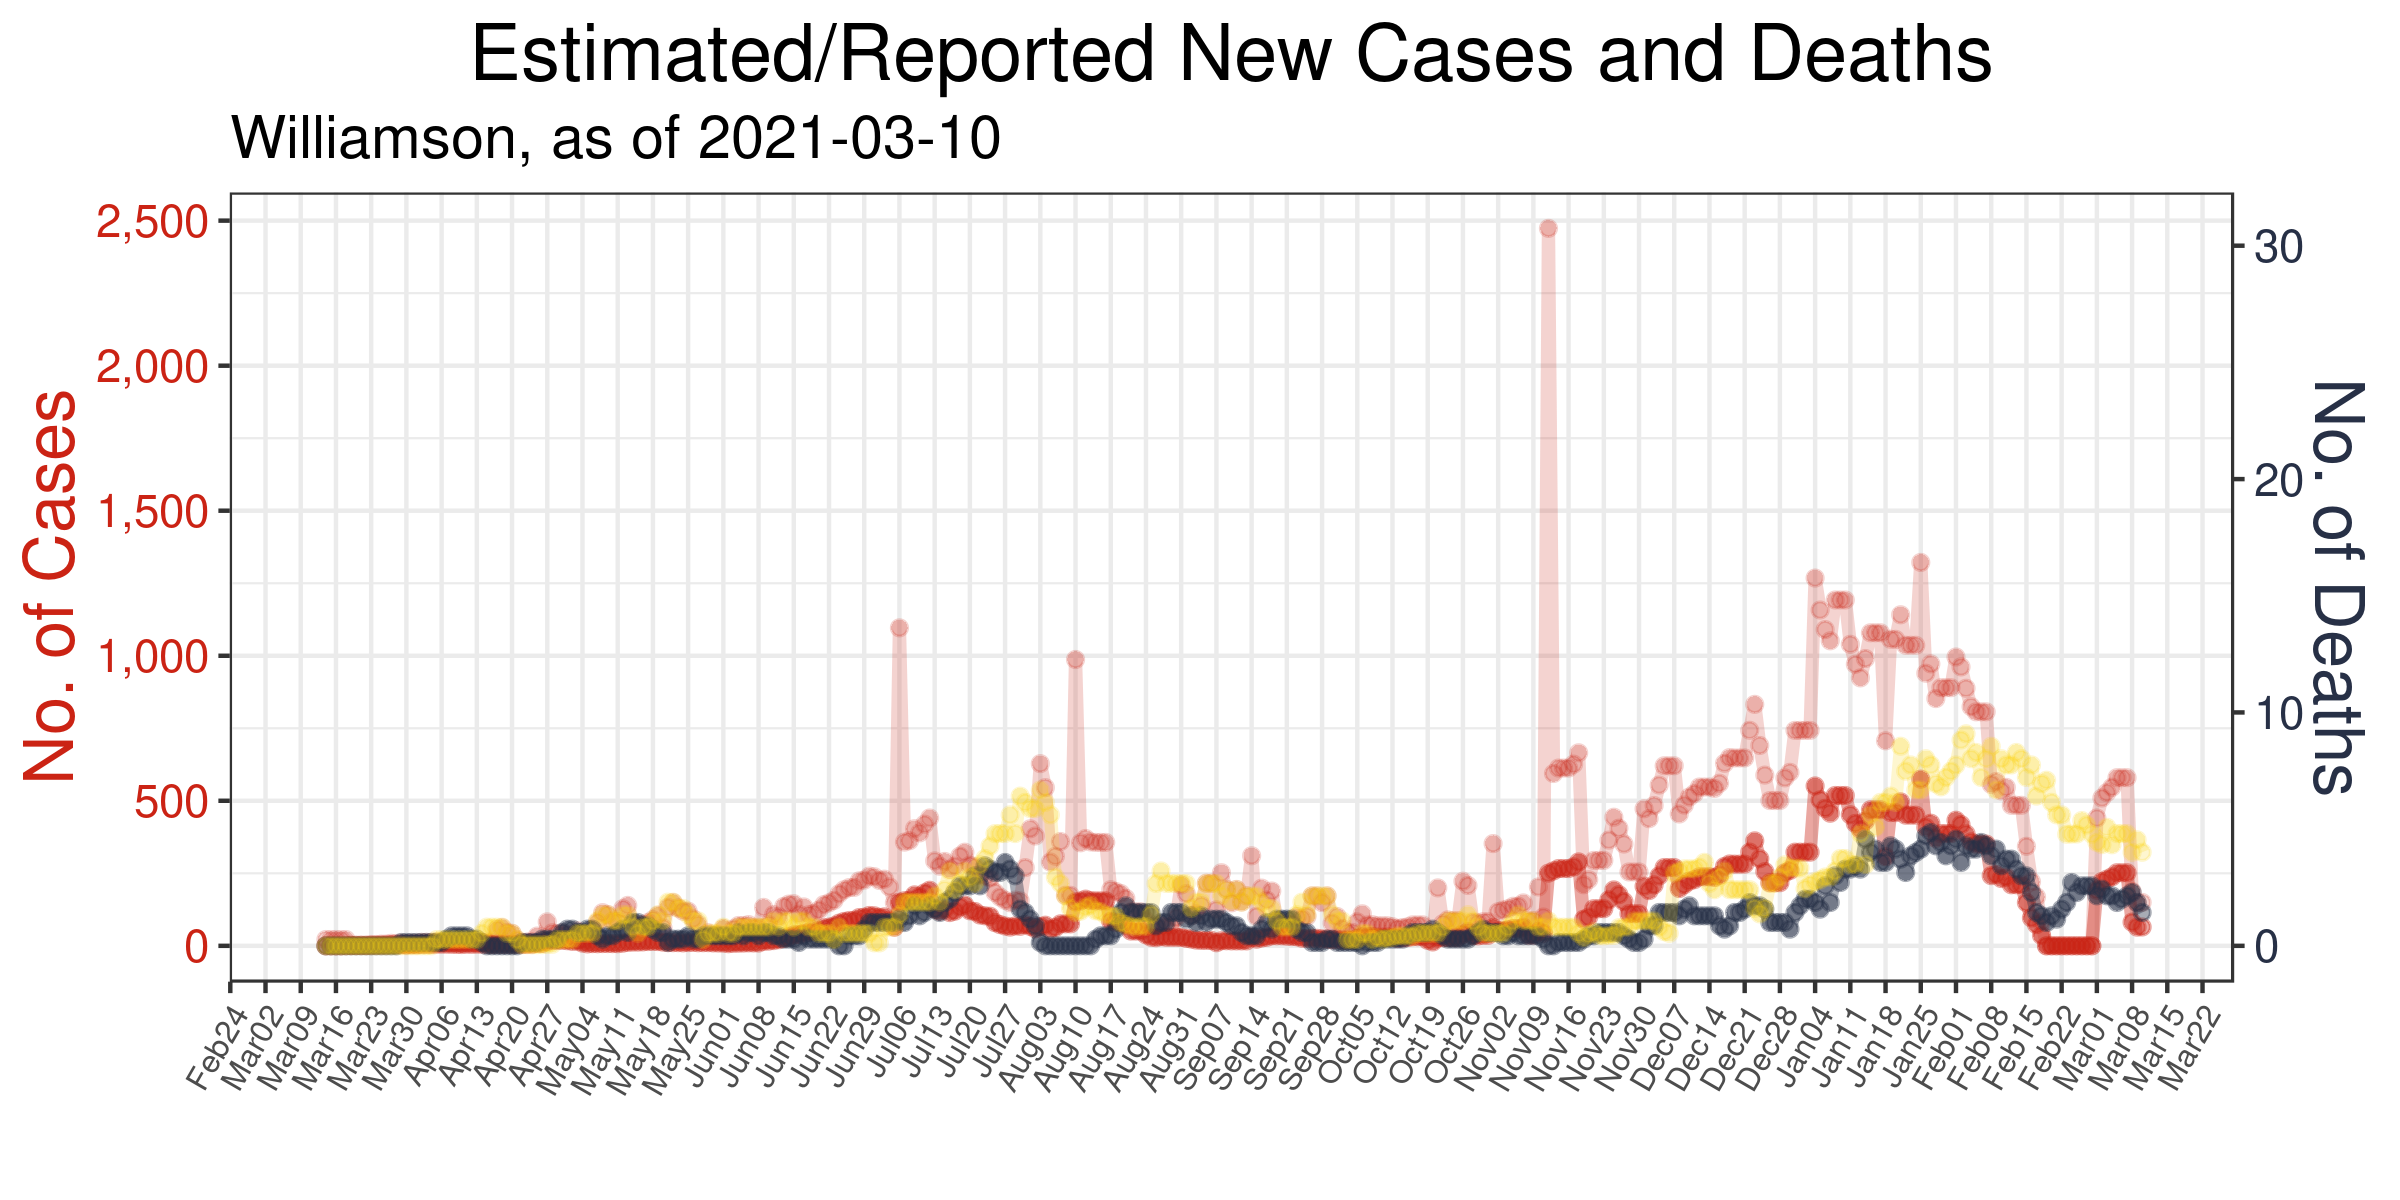 Estimated/Reported New Cases and Deaths
Williamson, as of 2021-03-10
No. of Cases
2,500
2,000
1,500
1,000
500
0
30
20
10
0
No. of Deaths
Feb24
Mar02
Mar09
Mar16
Mar23
Mar30
Apr06
Apr13
Apr20
Apr27
May04
May11
May18
May25
Jun01
Jun08
Jun15
Jun22
Jun29
Jul06
Jul13
Jul20
Jul27
Aug03
Aug10
Aug17
Aug24
Aug31
Sep07
Sep14
Sep21
Sep28
Oct05
Oct12
Oct19
Oct26
Nov02
Nov09
Nov16
Nov23
Nov30
Dec07
Dec14
Dec21
Dec28
Jan04
Jan11
Jan18
Jan25
Feb01
Feb08
Feb15
Feb22
Mar01
Mar08
Mar15
Mar22